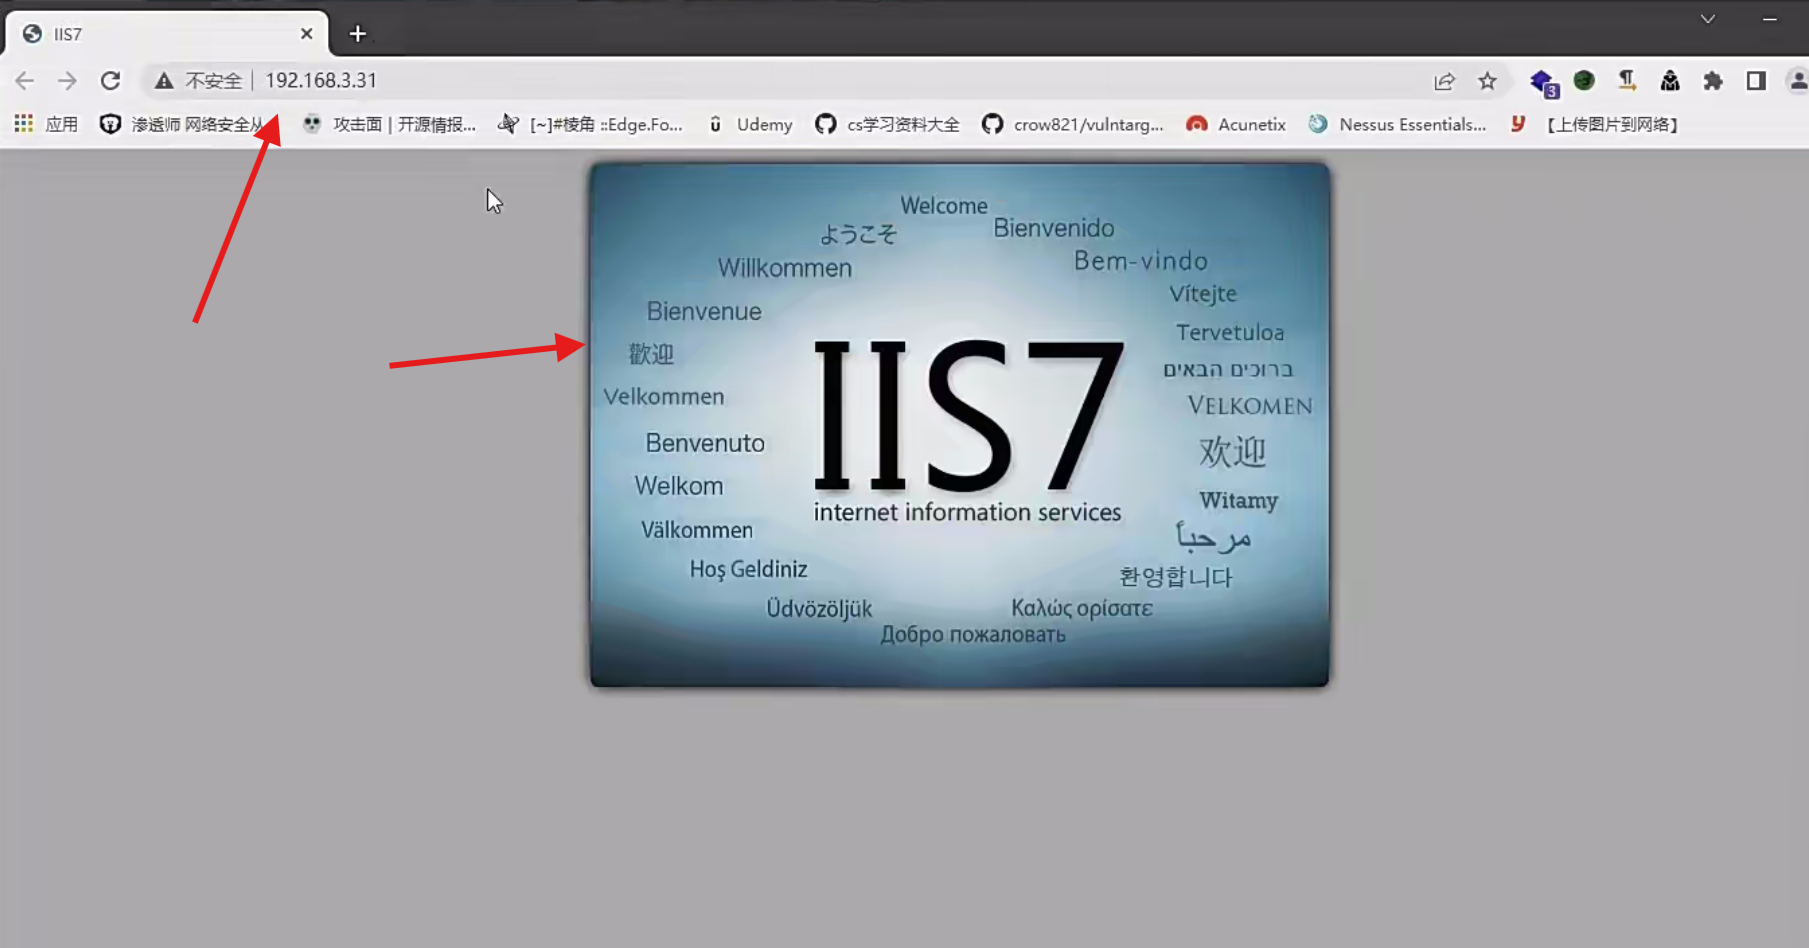 IIS7
不安全 192.168.3.31
应用 渗透师 网络安全从 攻击面 | 开源情报... [~]#棱角 ::Edge.Fo... Udemy cs学习资料大全 crow821/vulntarg... Acunetix Nessus Essentials... 【上传图片到网络】
3
Welcome
ようこそ
Bienvenido
Willkommen
Bem-vindo
Bienvenue
Vítejte
歡迎
Tervetuloa
ברוכים הבאים
Velkommen
VELKOMEN
Benvenuto
欢迎
Welkom
Witamy
Välkommen
مرحباً
Hoş Geldiniz
환영합니다
Üdvözöljük
Καλώς ορίσατε
Добро пожаловать
IIS7
internet information services